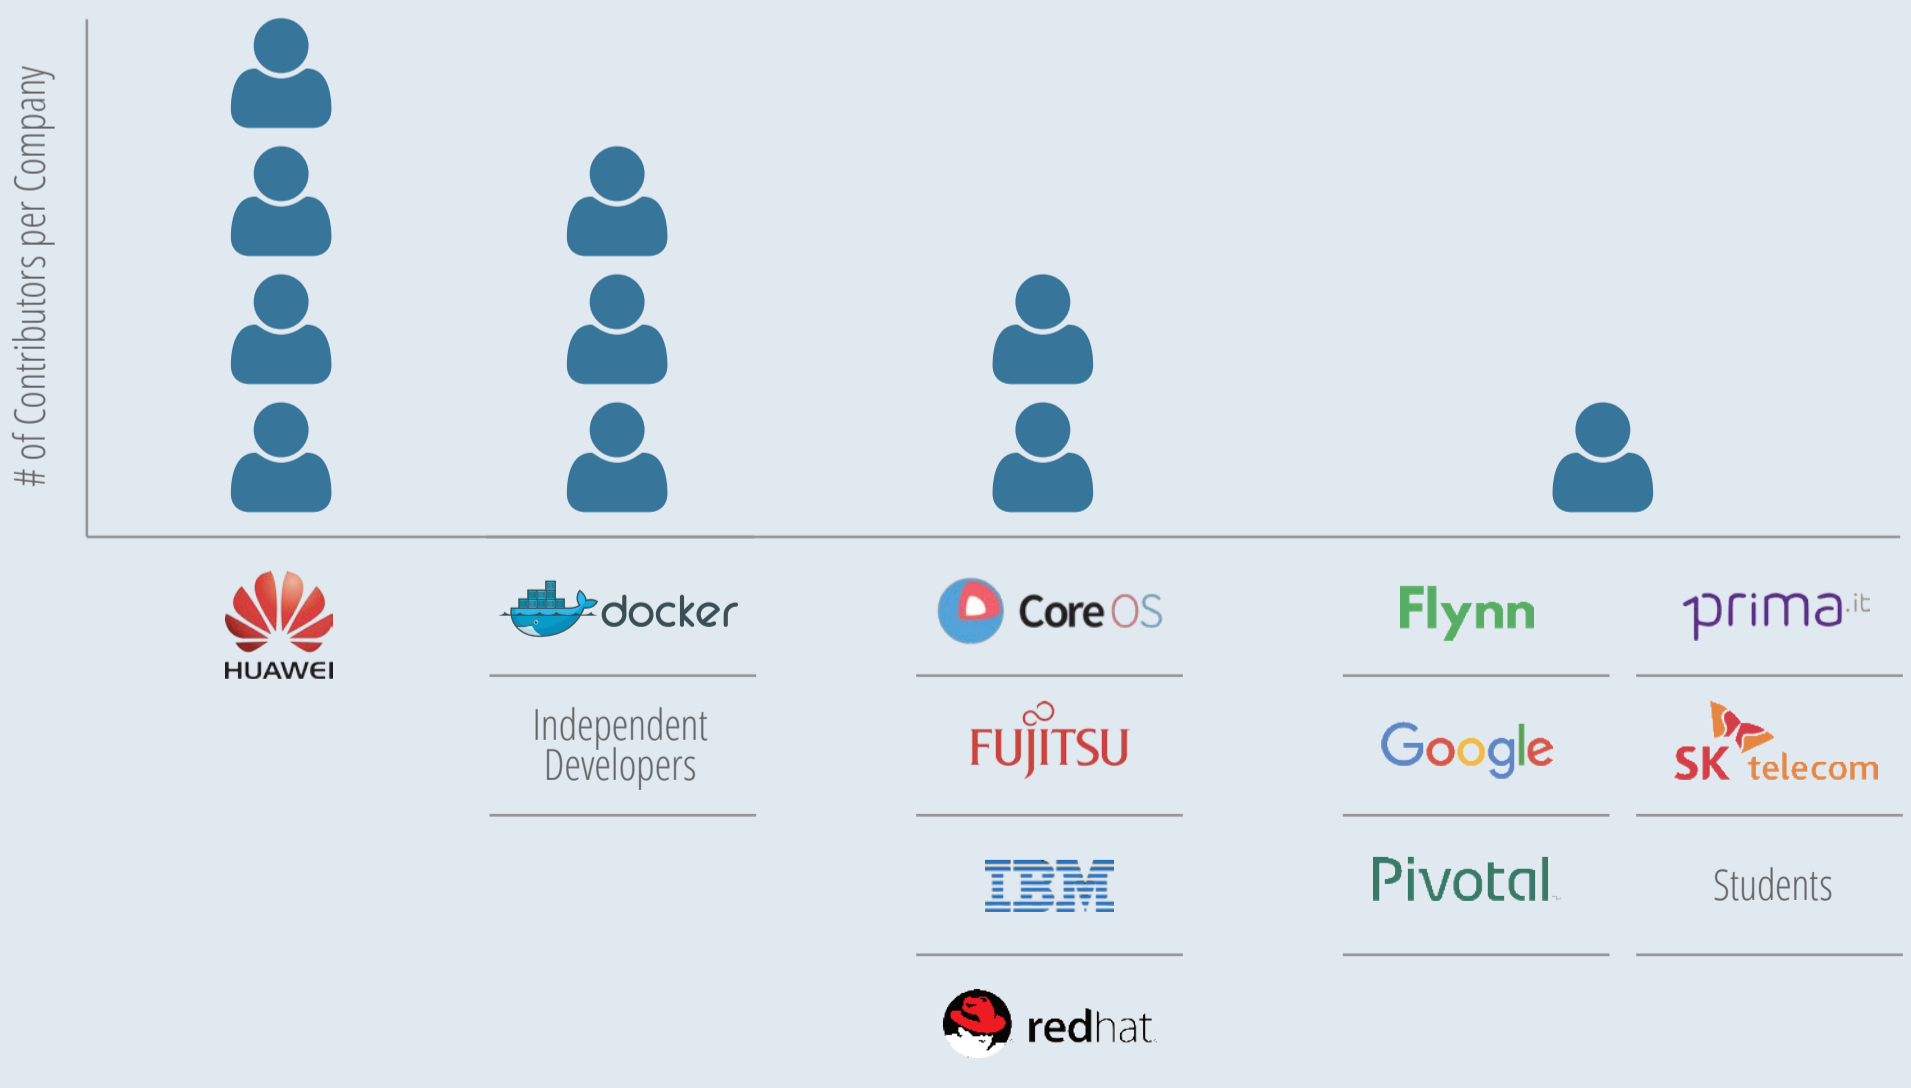 # of Contributors per Company
HUAWEI
docker
Independent
Developers
CoreOS
FUJITSU
IBM
redhat
Flynn
Google
Pivotal
prima.it
SK telecom
Students